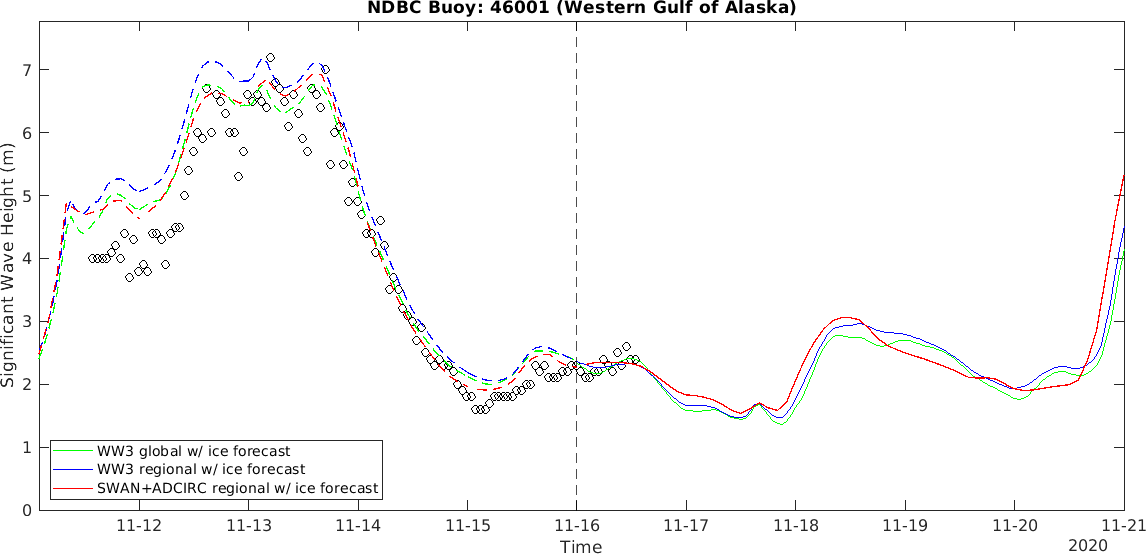 NDBC Buoy: 46001 (Western Gulf of Alaska)
Significant Wave Height (m)
7
6
5
4
3
2
1
0
WW3 global w/ ice forecast
WW3 regional w/ ice forecast
SWAN+ADCIRC regional w/ ice forecast
11-12 11-13 11-14 11-15 11-16 11-17 11-18 11-19 11-20 11-21
Time
2020